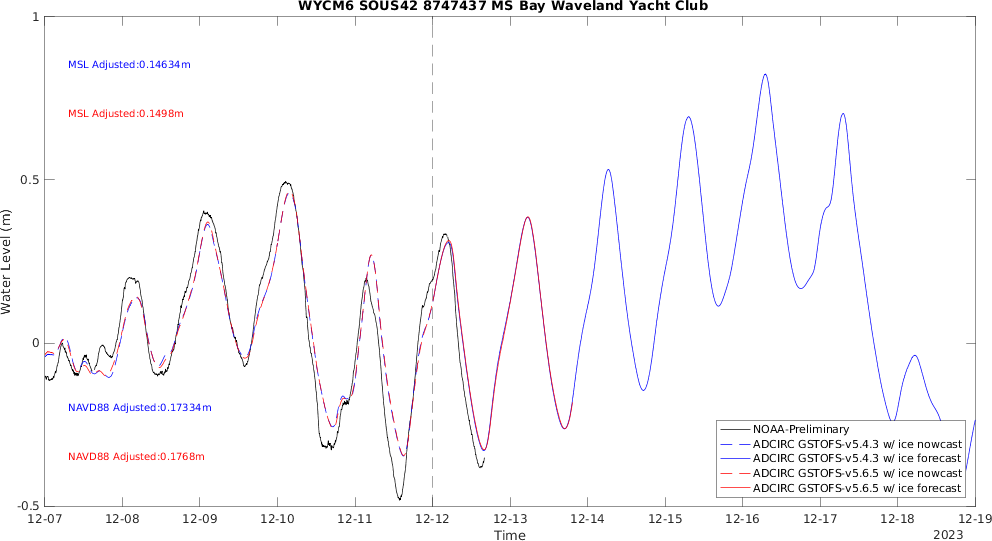 WYCM6 SOUS42 8747437 MS Bay Waveland Yacht Club
1
0.5
0
-0.5
Water Level (m)
MSL Adjusted:0.14634m
MSL Adjusted:0.1498m
NAVD88 Adjusted:0.17334m
NAVD88 Adjusted:0.1768m
NOAA-Preliminary
ADCIRC GSTOFS-v5.4.3 w/ ice nowcast
ADCIRC GSTOFS-v5.4.3 w/ ice forecast
ADCIRC GSTOFS-v5.6.5 w/ ice nowcast
ADCIRC GSTOFS-v5.6.5 w/ ice forecast
12-07 12-08 12-09 12-10 12-11 12-12 12-13 12-14 12-15 12-16 12-17 12-18 12-19
Time
2023